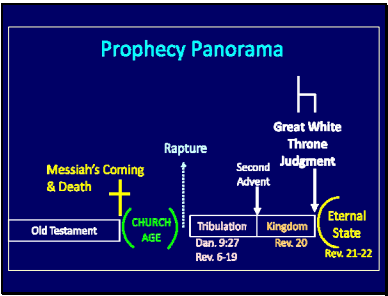 Prophecy Panorama
Great White
Throne
Judgment
Rapture
Second
Advent
Messiah's Coming
& Death
Old Testament
CHURCH
AGE
Tribulation
Kingdom
Eternal
State
Dan. 9:27
Rev. 6-19
Rev. 20
Rev. 21-22